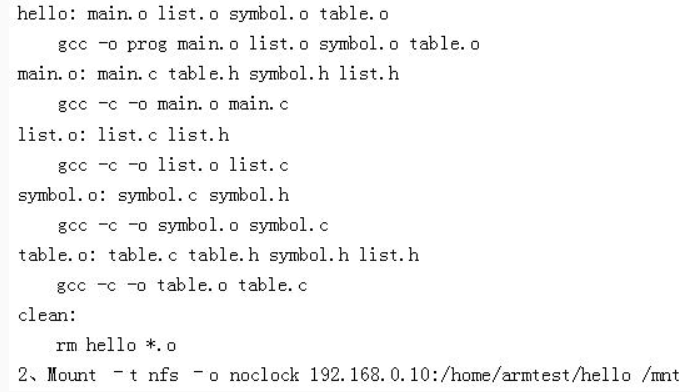 hello: main.o list.o symbol.o table.o
gcc -o prog main.o list.o symbol.o table.o
main.o: main.c table.h symbol.h list.h
gcc -c -o main.o main.c
list.o: list.c list.h
gcc -c -o list.o list.c
symbol.o: symbol.c symbol.h
gcc -c -o symbol.o symbol.c
table.o: table.c table.h symbol.h list.h
gcc -c -o table.o table.c
clean:
rm hello *.o
2、Mount －t nfs －o noclock 192.168.0.10:/home/armtest/hello /mnt